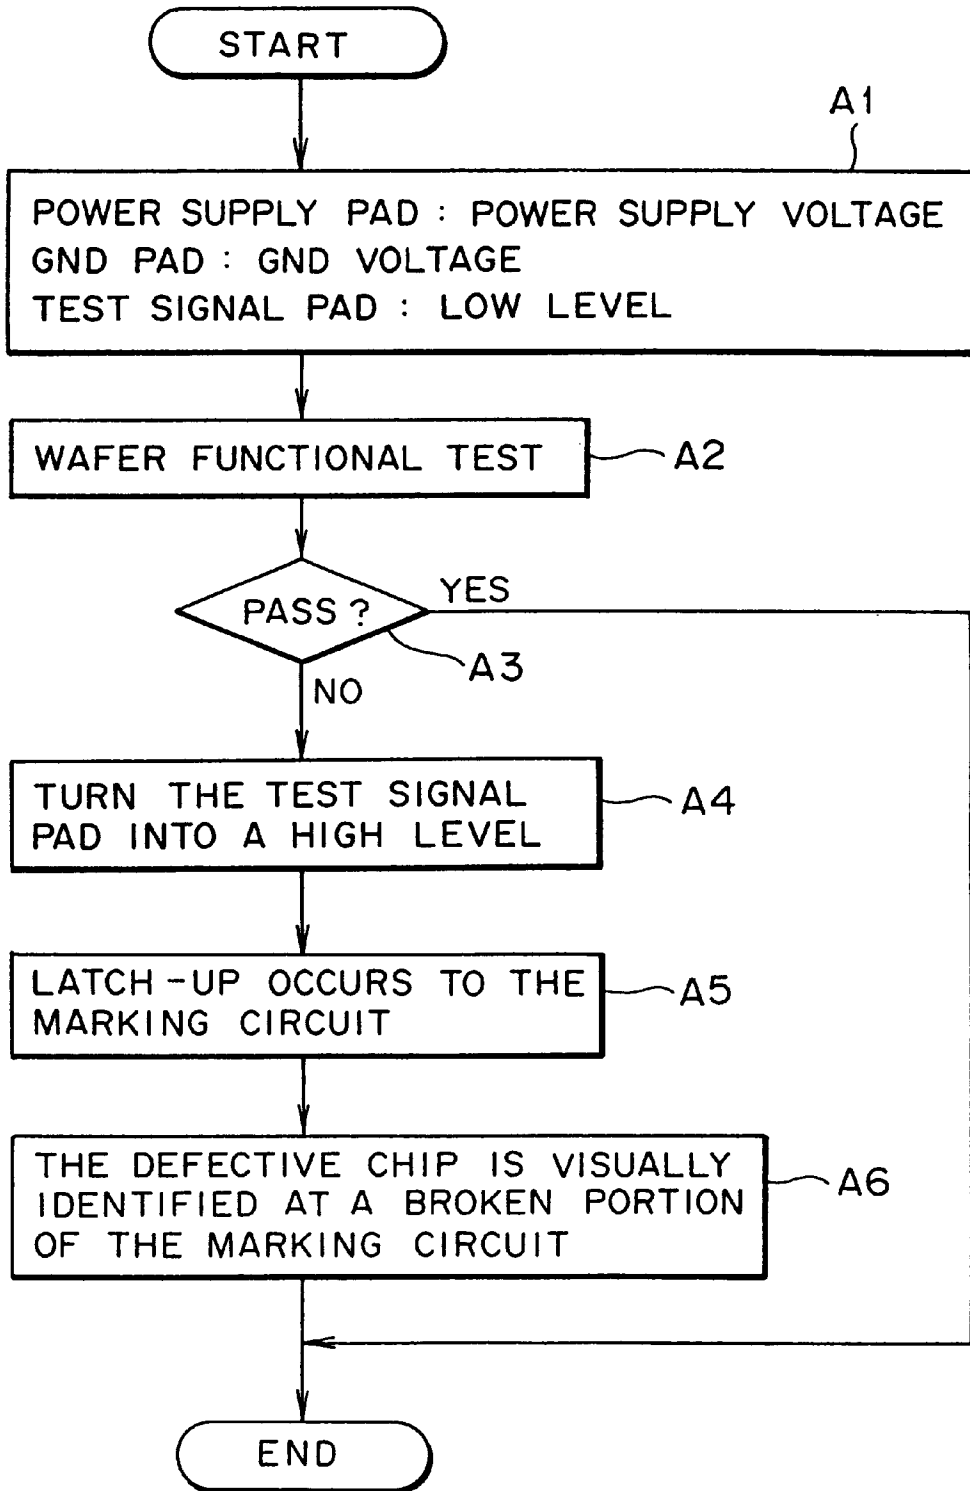 START
A1
POWER SUPPLY PAD : POWER SUPPLY VOLTAGE
GND PAD : GND VOLTAGE
TEST SIGNAL PAD : LOW LEVEL
WAFER FUNCTIONAL TEST
A2
PASS ?
YES
A3
NO
TURN THE TEST SIGNAL
PAD INTO A HIGH LEVEL
A4
LATCH-UP OCCURS TO THE
MARKING CIRCUIT
A5
THE DEFECTIVE CHIP IS VISUALLY
IDENTIFIED AT A BROKEN PORTION
OF THE MARKING CIRCUIT
A6
END